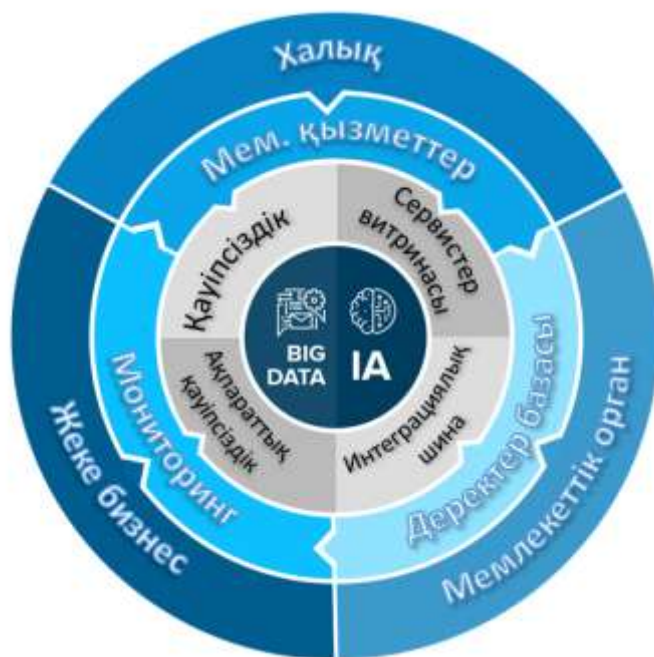 Халық
Мем. қызметтер
Қауіпсіздік
Сервистер
витринасы
BIG
DATA
IA
Ақпараттық
қауіпсіздік
Интеграциялық
шина
Мониторинг
Деректер базасы
Жеке бизнес
Мемлекеттік орган